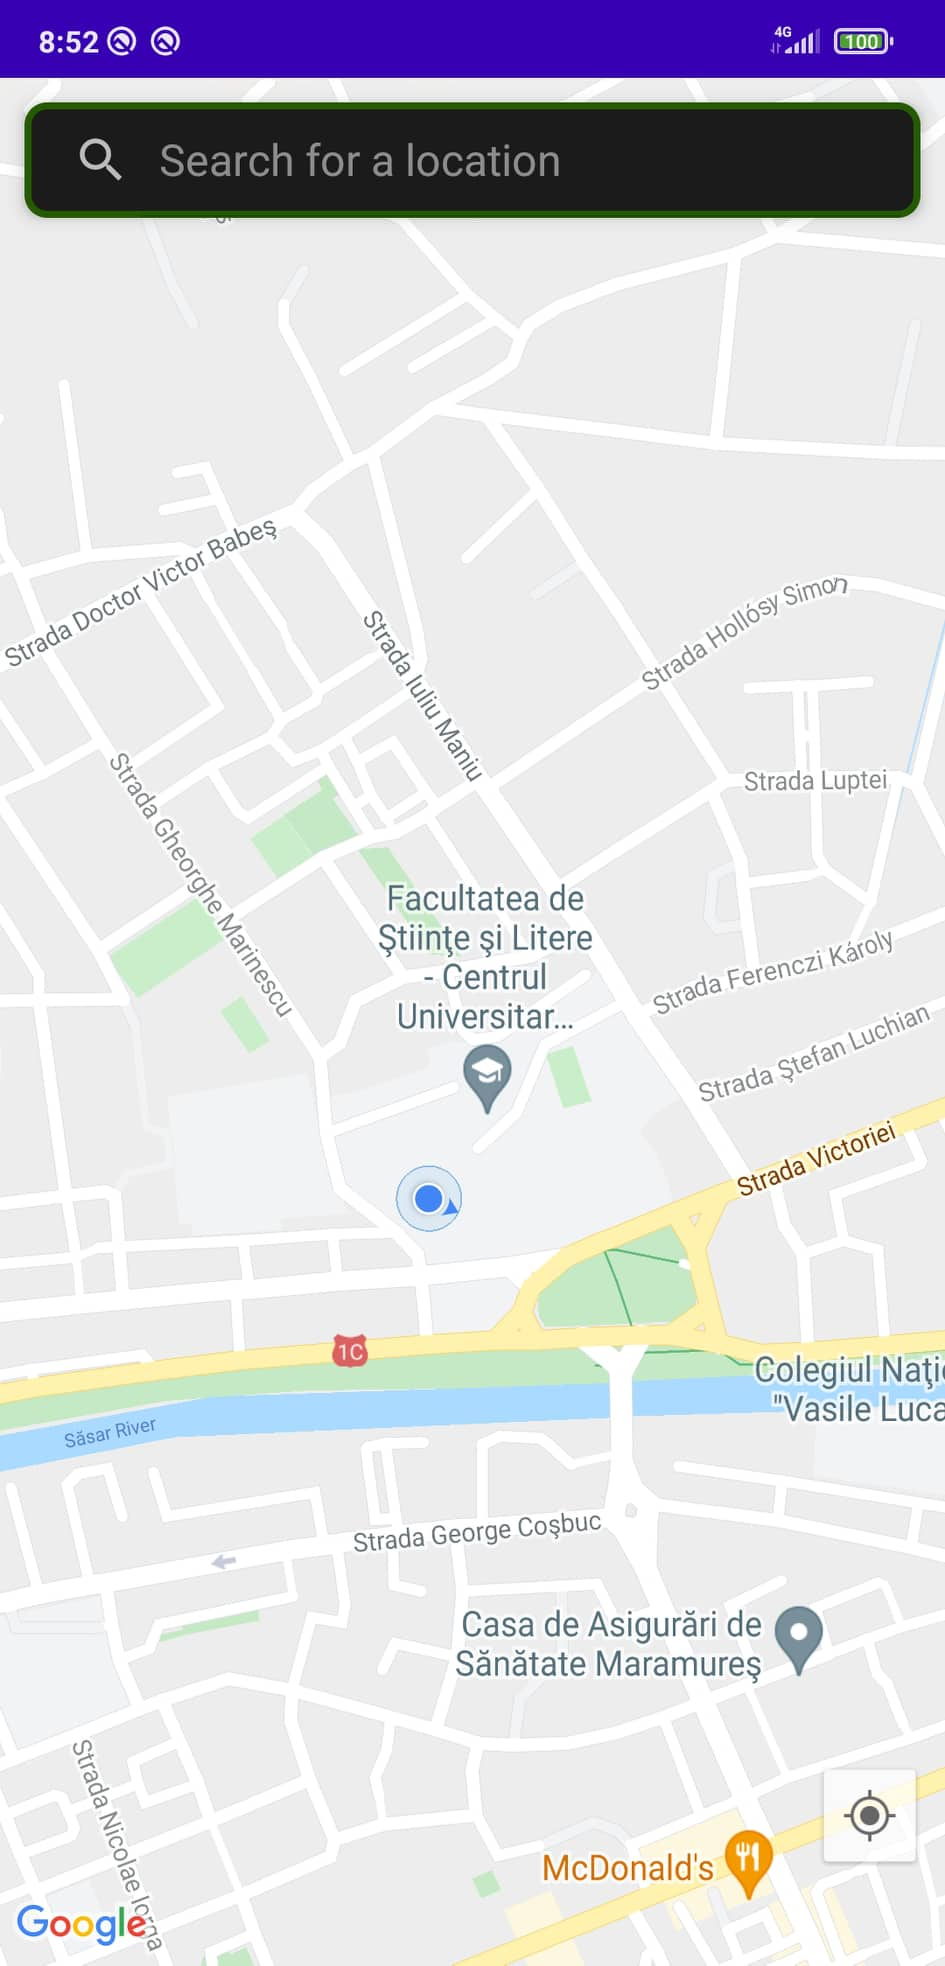 8:52
4G
100
Search for a location
Strada Doctor Victor Babeş
Strada Iuliu Maniu
Strada Hollósy Simon
Strada Luptei
Strada Gheorghe Marinescu
Facultatea de
Ştiinţe şi Litere
- Centrul
Universitar...
Strada Ferenczi Károly
Strada Ştefan Luchian
Strada Victoriei
1C
Colegiul Naţi
"Vasile Luca
Săsar River
Strada George Coşbuc
Casa de Asigurări de
Sănătate Maramureş
Strada Nicolae Iorga
McDonald's
Google